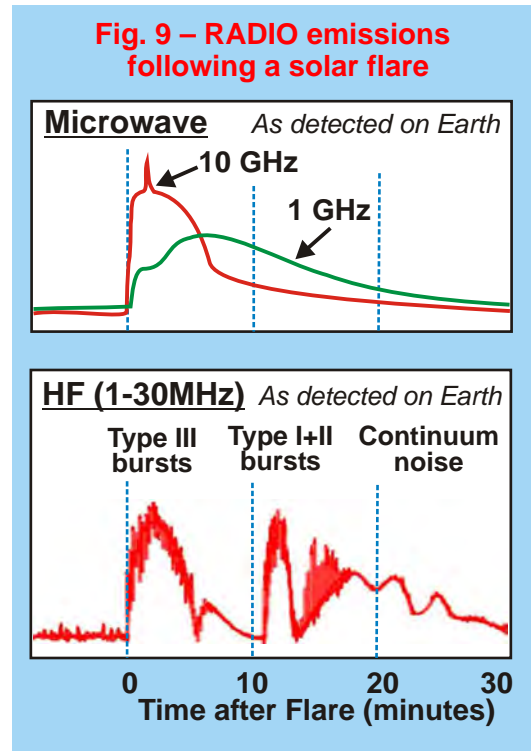 Fig. 9 – RADIO emissions
following a solar flare
Microwave As detected on Earth
10 GHz
1 GHz
HF (1-30MHz) As detected on Earth
Type III Type I+II Continuum
bursts bursts noise
0 10 20 30
Time after Flare (minutes)